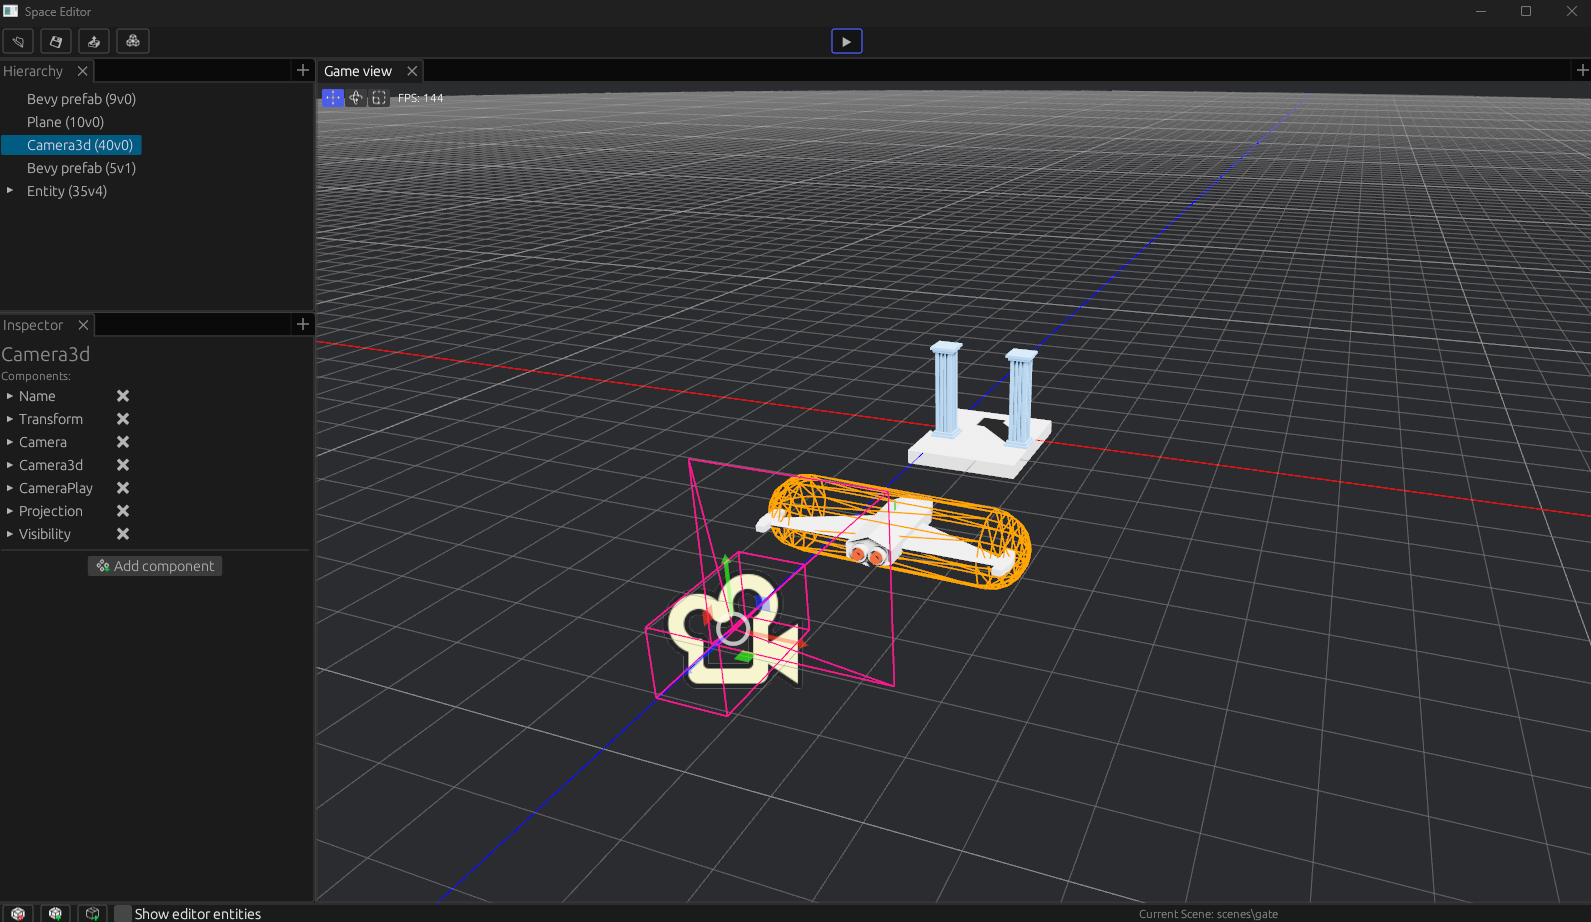 Space Editor
Hierarchy
Game view
FPS: 144
Bevy prefab (9v0)
Plane (10v0)
Camera3d (40v0)
Bevy prefab (5v1)
Entity (35v4)
Inspector
Camera3d
Components:
Name
Transform
Camera
Camera3d
CameraPlay
Projection
Visibility
Add component
Show editor entities
Current Scene: scenes\gate